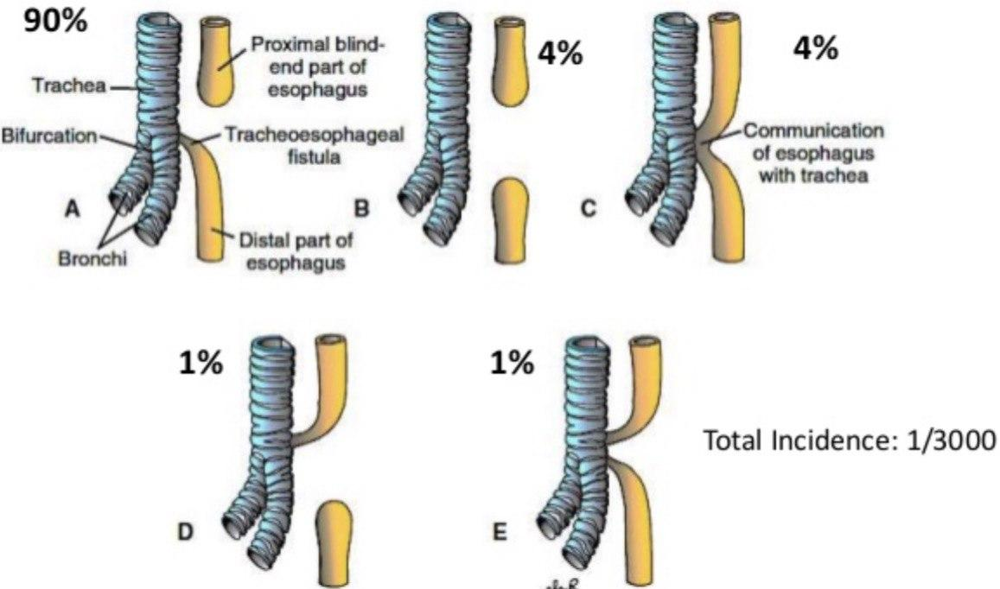 90%
Trachea
Bifurcation
Proximal blind-
end part of
esophagus
Tracheoesophageal
fistula
A
Bronchi
Distal part of
esophagus
4%
B
4%
Communication
of esophagus
with trachea
C
1%
D
1%
E
Total Incidence: 1/3000